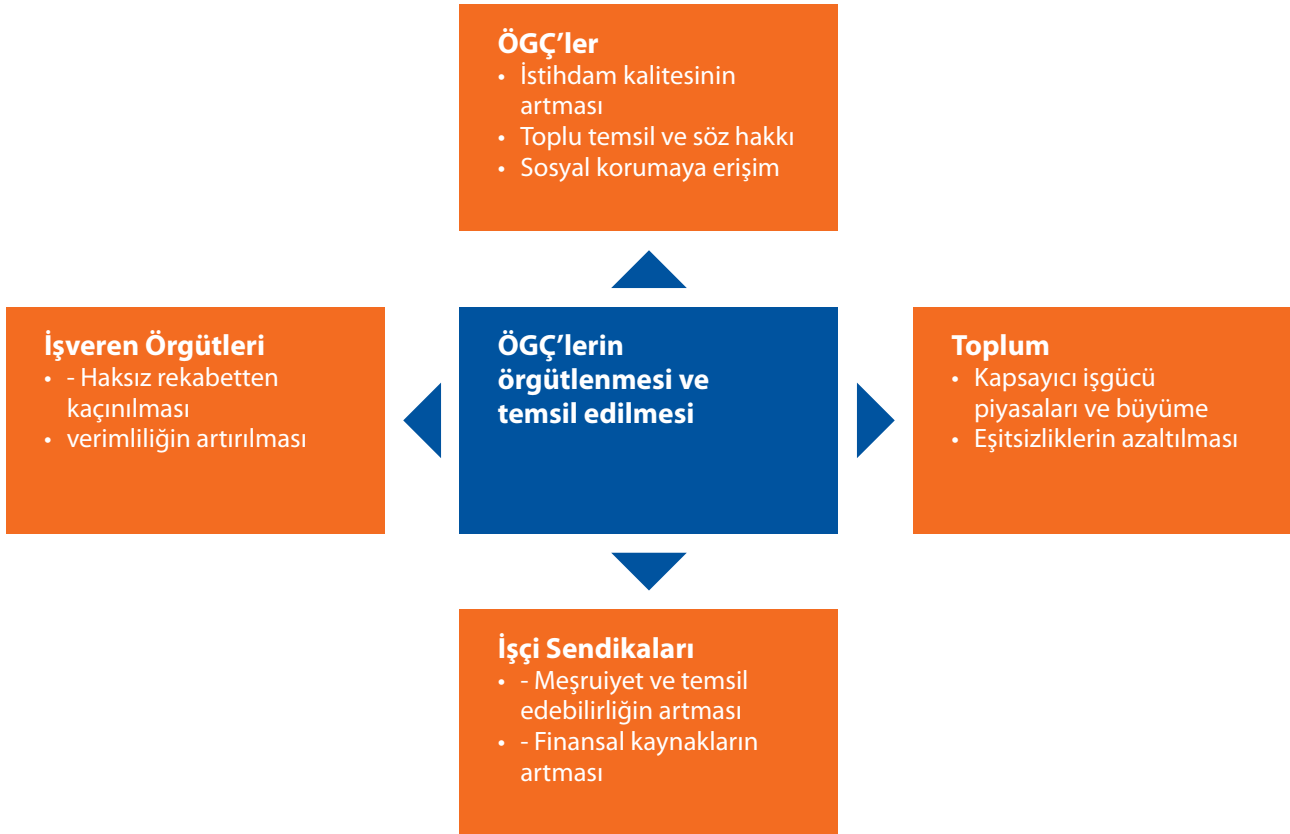 ÖGÇ’ler
• İstihdam kalitesinin
artması
• Toplu temsil ve söz hakkı
• Sosyal korumaya erişim
İşveren Örgütleri
• - Haksız rekabetten
kaçınılması
• verimliliğin artırılması
ÖGÇ’lerin
örgütlenmesi ve
temsil edilmesi
Toplum
• Kapsayıcı işgücü
piyasaları ve büyüme
• Eşitsizliklerin azaltılması
İşçi Sendikaları
• - Meşruiyet ve temsil
edebilirliğin artması
• - Finansal kaynakların
artması